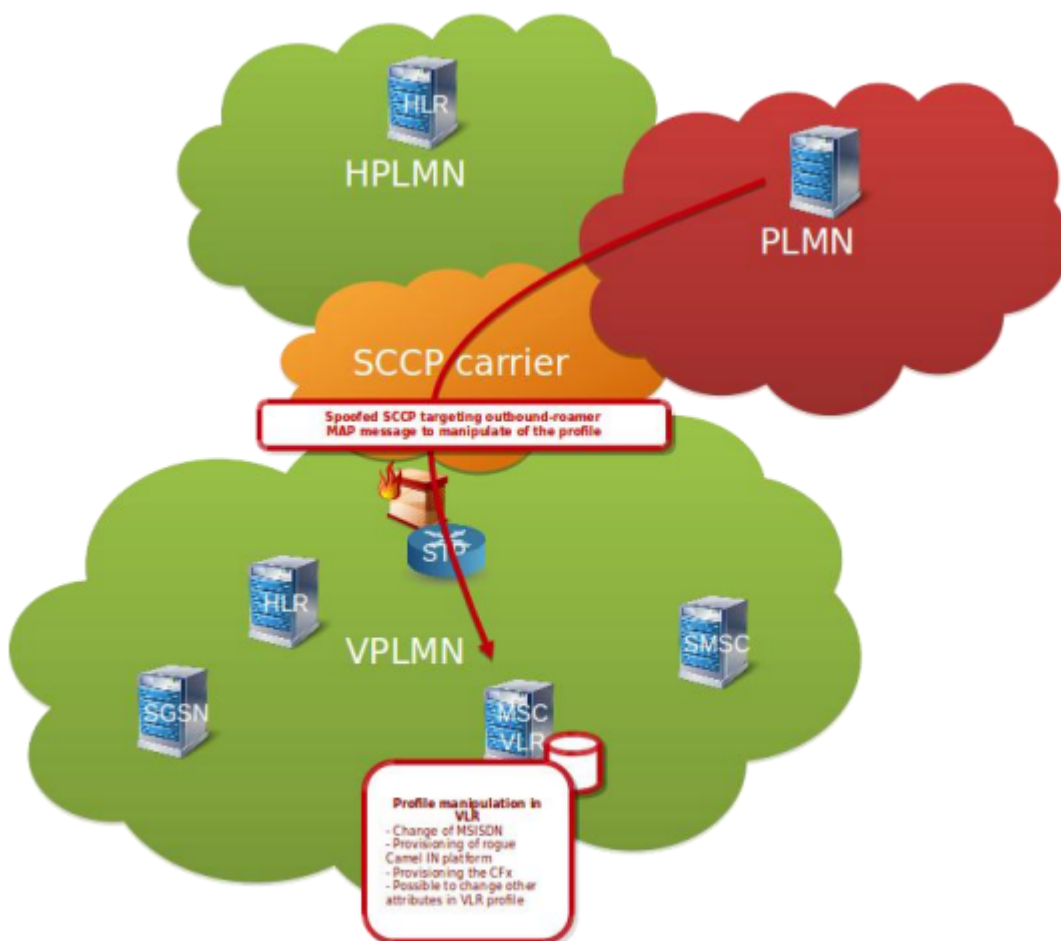 HLR
HPLMN
PLMN
SCCP carrier
Spoofed SCCP targeting outbound-roamer
MAP message to manipulate of the profile
STP
HLR
VPLMN
SMSC
SGSN
MSC
VLR
Profile manipulation in
VLR
- Change of MSISDN
- Provisioning of rogue
Camel IN platform
- Provisioning the CFx
- Possible to change other
attributes in VLR profile